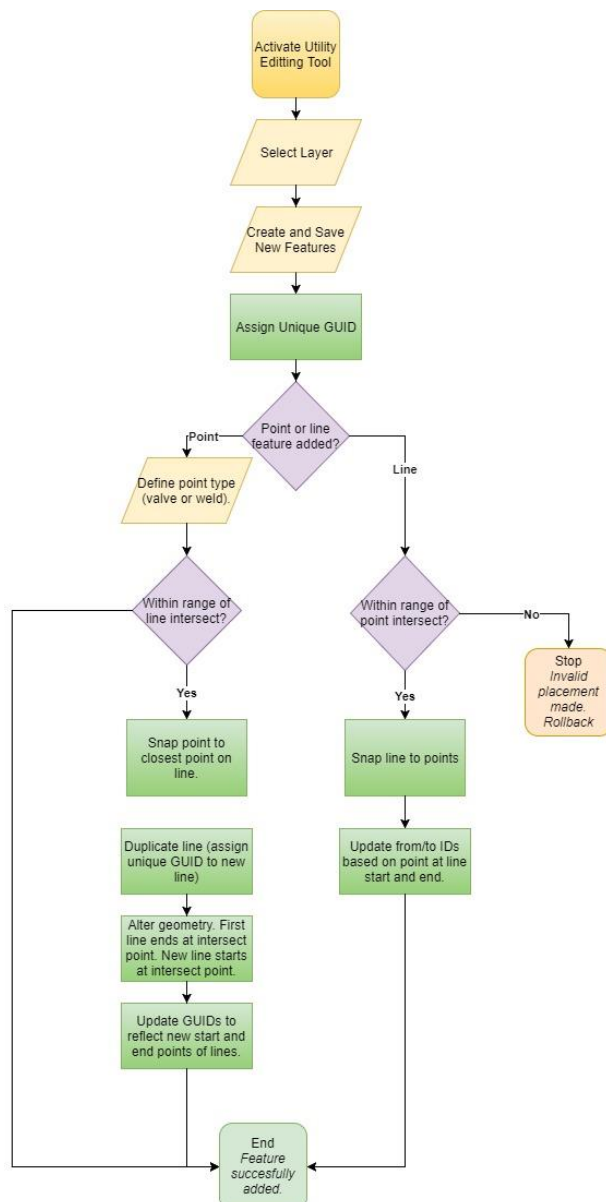 Activate Utility
Editting Tool
Select Layer
Create and Save
New Features
Assign Unique GUID
Point or line
feature added?
Point
Line
Define point type
(valve or weld).
Within range of
line intersect?
Within range of
point intersect?
No
Stop
Invalid
placement
made.
Rollback
Yes
Yes
Snap point to
closest point on
line.
Snap line to points
Duplicate line (assign
unique GUID to new
line)
Update from/to IDs
based on point at line
start and end.
Alter geometry. First
line ends at intersect
point. New line starts
at intersect point.
Update GUIDs to
reflect new start and
end points of lines.
End
Feature
succesfully
added.